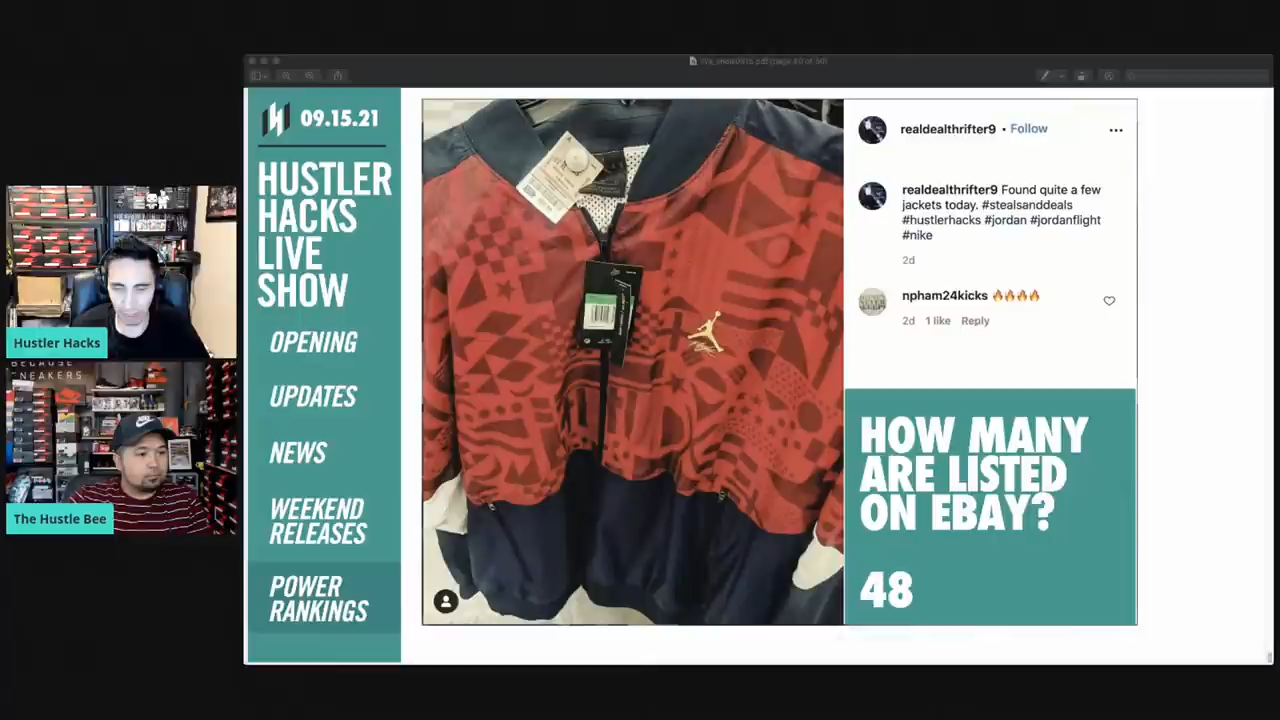 09.15.21
HUSTLER
HACKS
LIVE
SHOW
OPENING
UPDATES
NEWS
WEEKEND
RELEASES
POWER
RANKINGS
Hustler Hacks
SNEAKERS
The Hustle Bee
realdealthrifter9 • Follow
realdealthrifter9 Found quite a few
jackets today. #stealsanddeals
#hustlerhacks #jordan #jordanflight
#nike
2d
npham24kicks 🔥🔥🔥🔥
2d 1 like Reply
HOW MANY
ARE LISTED
ON EBAY?
48